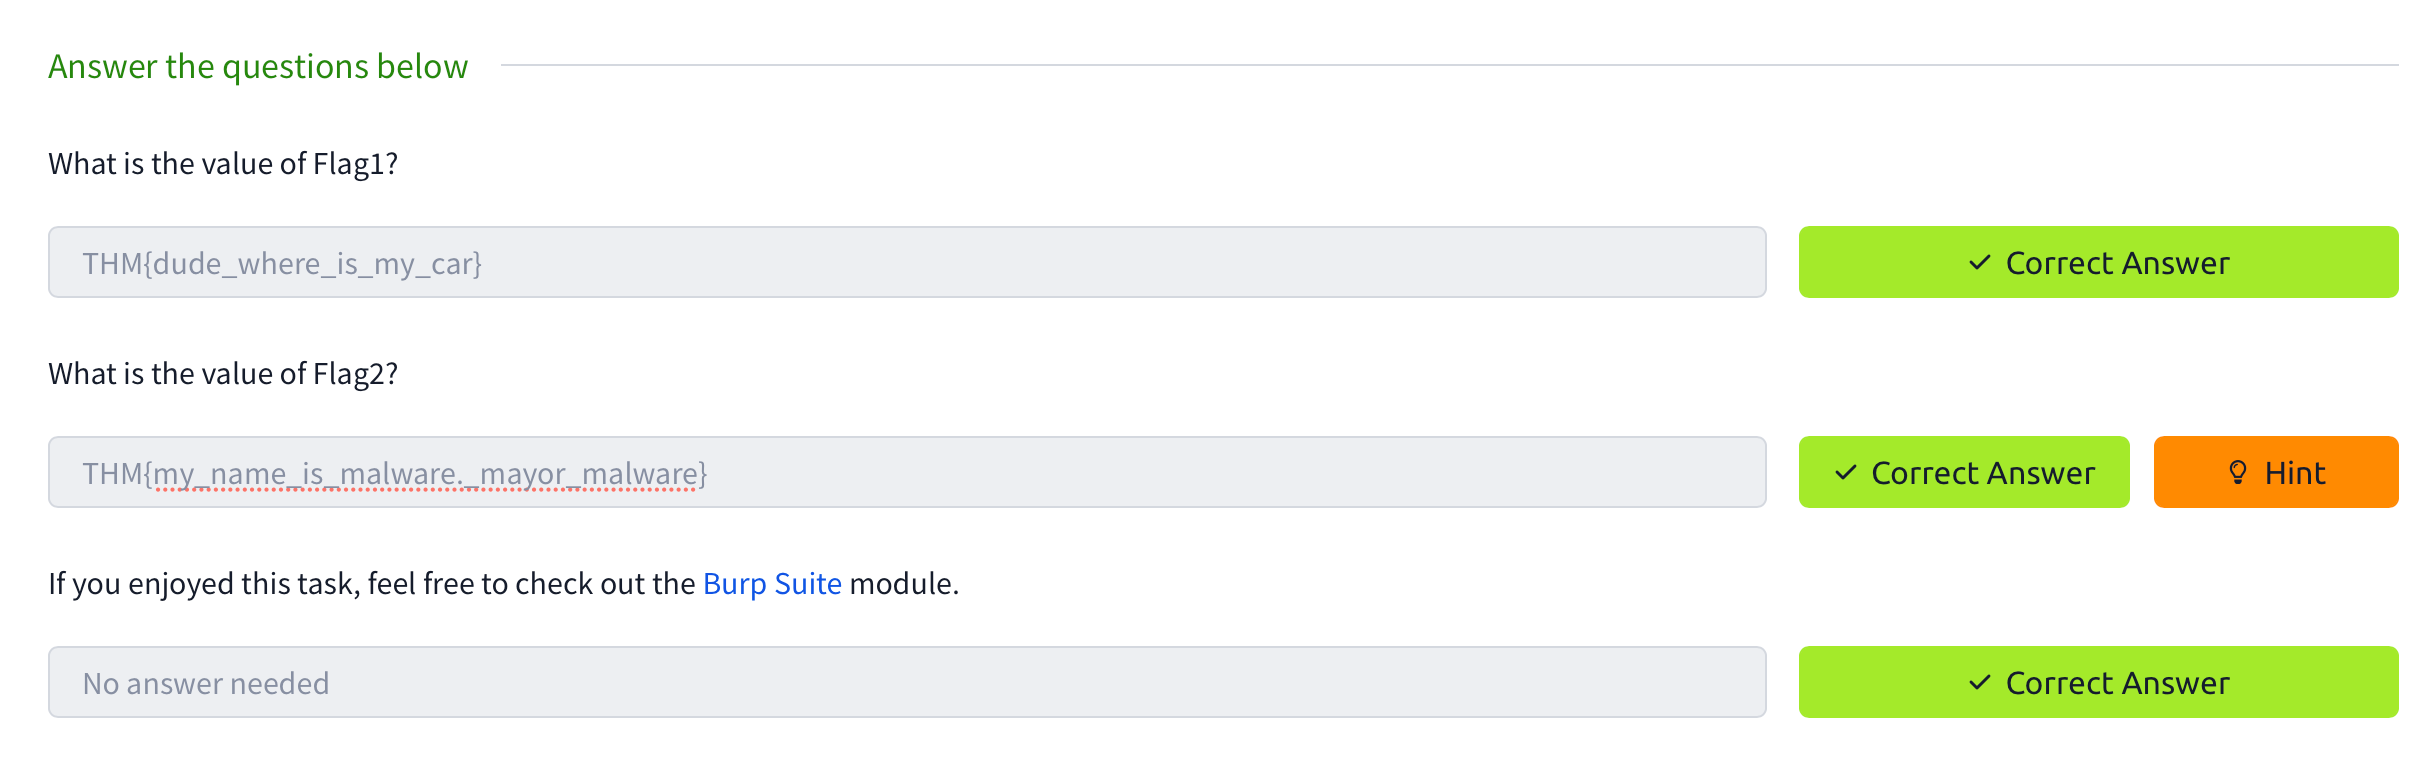 Answer the questions below
What is the value of Flag1?
THM{dude_where_is_my_car}
Correct Answer
What is the value of Flag2?
THM{my_name_is_malware._mayor_malware}
Correct Answer
Hint
If you enjoyed this task, feel free to check out the Burp Suite module.
No answer needed
Correct Answer